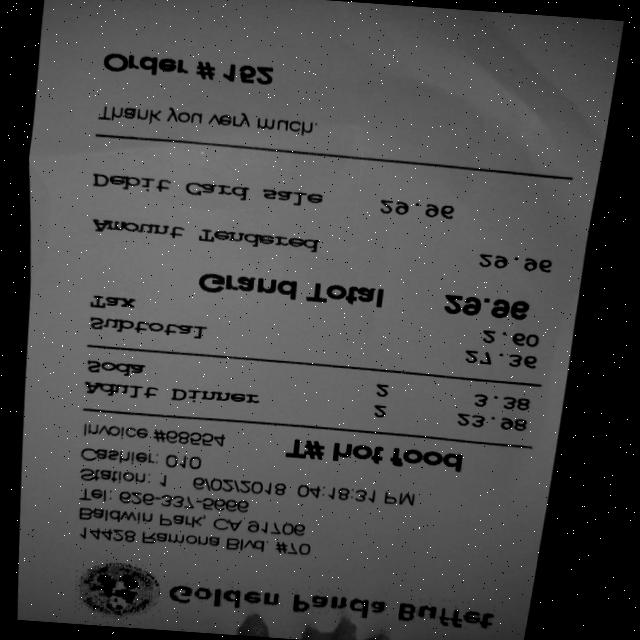 Golden Panda Buffet
14428 Ramona Blvd. #70
Baldwin Park, CA 91706
Tel: 626-337-5666
Station: 1 6/02/2018 04:18:31 PM
Cashier: 010
Invoice #68554 T# hot food
Adult Dinner 2 23.98
Soda 2 3.38
Subtotal 27.36
Tax 2.60
Grand Total 29.96
Amount Tendered 29.96
Debit Card sale 29.96
Thank you very much.
Order # 162